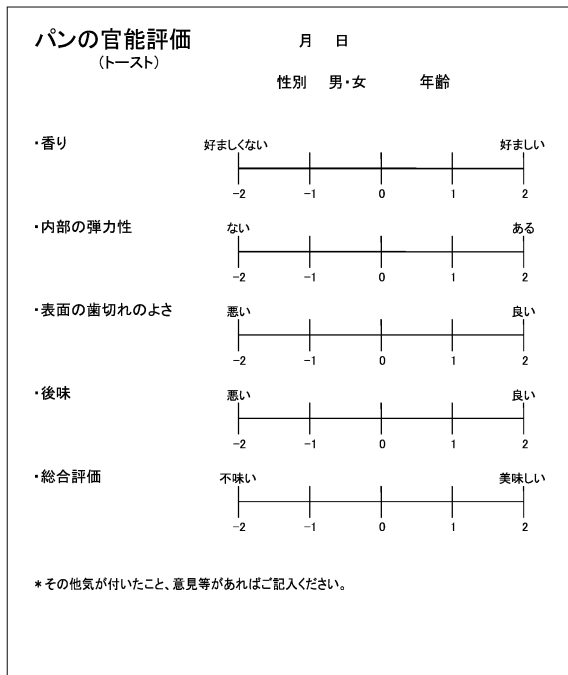 パンの官能評価 月 日
(トースト)
性別 男・女 年齢
・香り 好ましくない 好ましい
-2 -1 0 1 2
・内部の弾力性 ない ある
-2 -1 0 1 2
・表面の歯切れのよさ 悪い 良い
-2 -1 0 1 2
・後味 悪い 良い
-2 -1 0 1 2
・総合評価 不味い 美味しい
-2 -1 0 1 2
*その他気が付いたこと、意見等があればご記入ください。